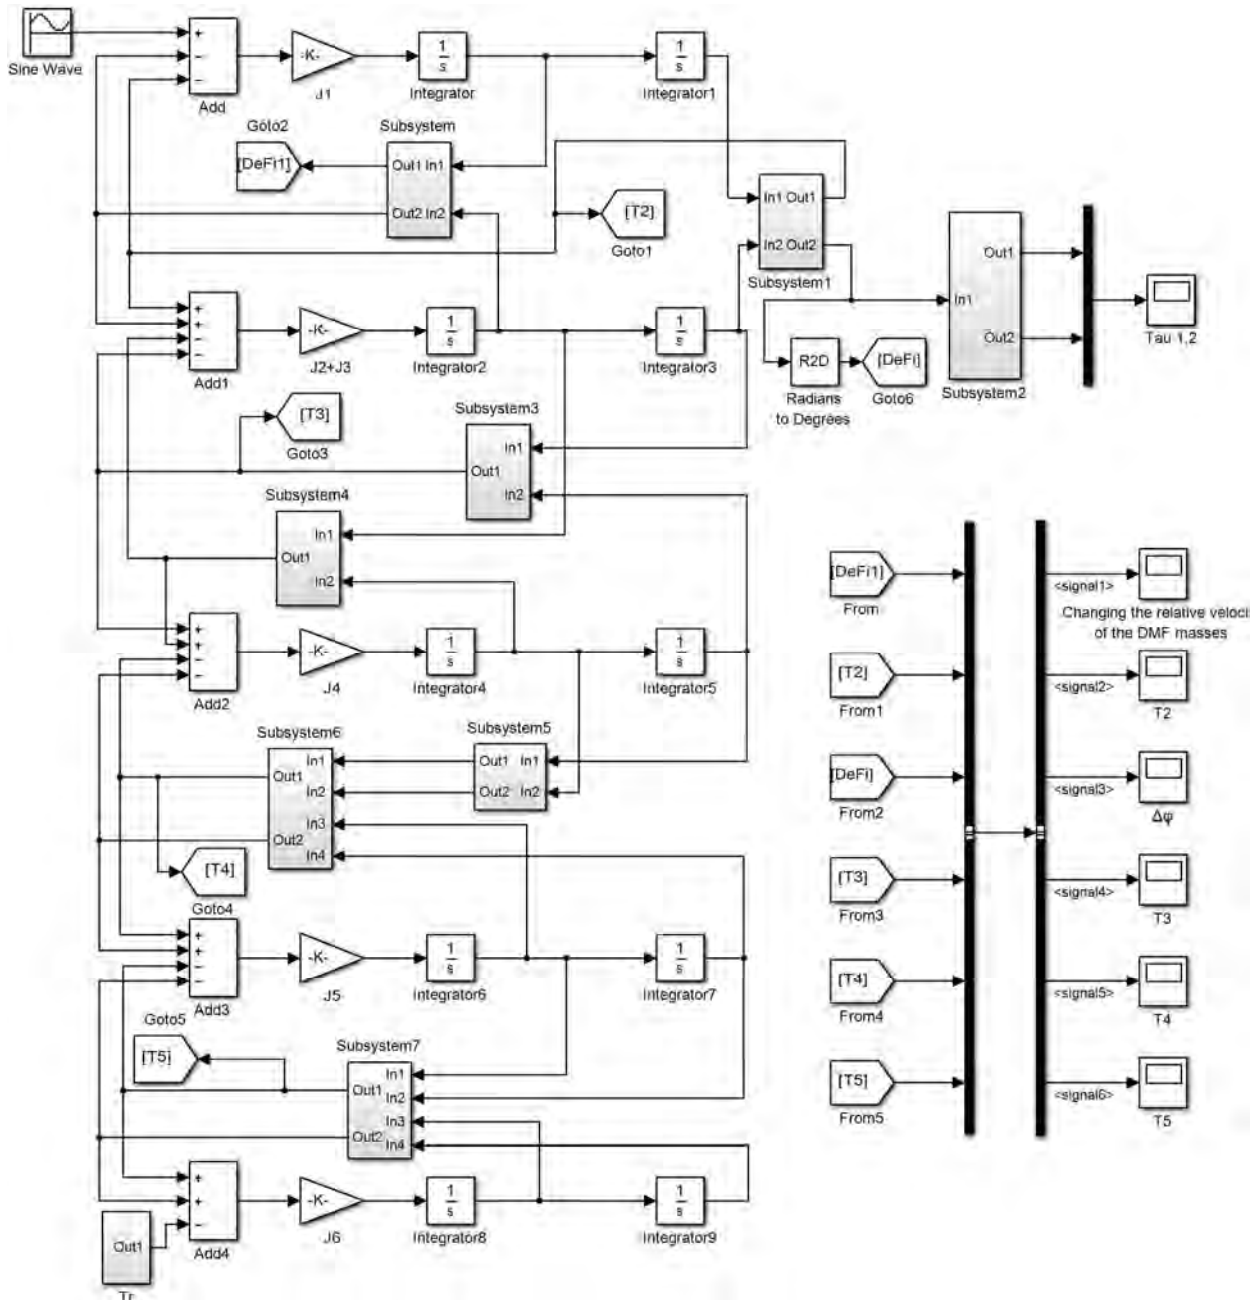 Sine Wave
+
−
−
Add
-K-
J1
1
s
Integrator
1
s
Integrator1
Goto2
[DeFi1]
Subsystem
Out1 In1
Out2 In2
[T2]
Goto1
In1 Out1
In2 Out2
Subsystem1
In1
Out1
Out2
Subsystem2
Tau 1,2
+
+
−
−
Add1
-K-
J2+J3
1
s
Integrator2
1
s
Integrator3
R2D
Radians
to Degrees
[DeFi]
Goto6
[T3]
Goto3
Subsystem3
In1
Out1
In2
Subsystem4
In1
Out1
In2
+
+
−
−
Add2
-K-
J4
1
s
Integrator4
1
s
Integrator5
Subsystem6
In1
Out1
In2
In3
Out2
In4
Subsystem5
Out1 In1
Out2 In2
[T4]
Goto4
+
+
−
−
Add3
-K-
J5
1
s
Integrator6
1
s
Integrator7
Goto5
[T5]
Subsystem7
In1
Out1
In2
In3
Out2
In4
+
+
−
Add4
-K-
J6
1
s
Integrator8
1
s
Integrator9
Out1
Tr
[DeFi1]
From
<signal1>
Changing the relative veloci
of the DMF masses
[T2]
From1
<signal2>
T2
[DeFi]
From2
<signal3>
Δφ
[T3]
From3
<signal4>
T3
[T4]
From4
<signal5>
T4
[T5]
From5
<signal6>
T5